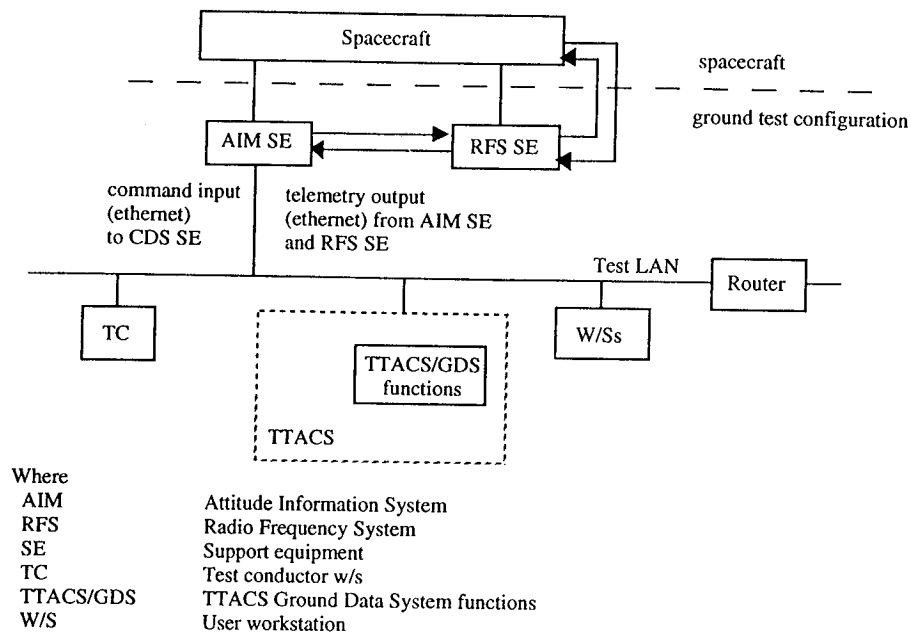 Spacecraft
spacecraft
ground test configuration
AIM SE
RFS SE
command input
(ethernet)
to CDS SE
telemetry output
(ethernet) from AIM SE
and RFS SE
Test LAN
Router
TC
W/Ss
TTACS/GDS
functions
TTACS
Where
AIM Attitude Information System
RFS Radio Frequency System
SE Support equipment
TC Test conductor w/s
TTACS/GDS TTACS Ground Data System functions
W/S User workstation